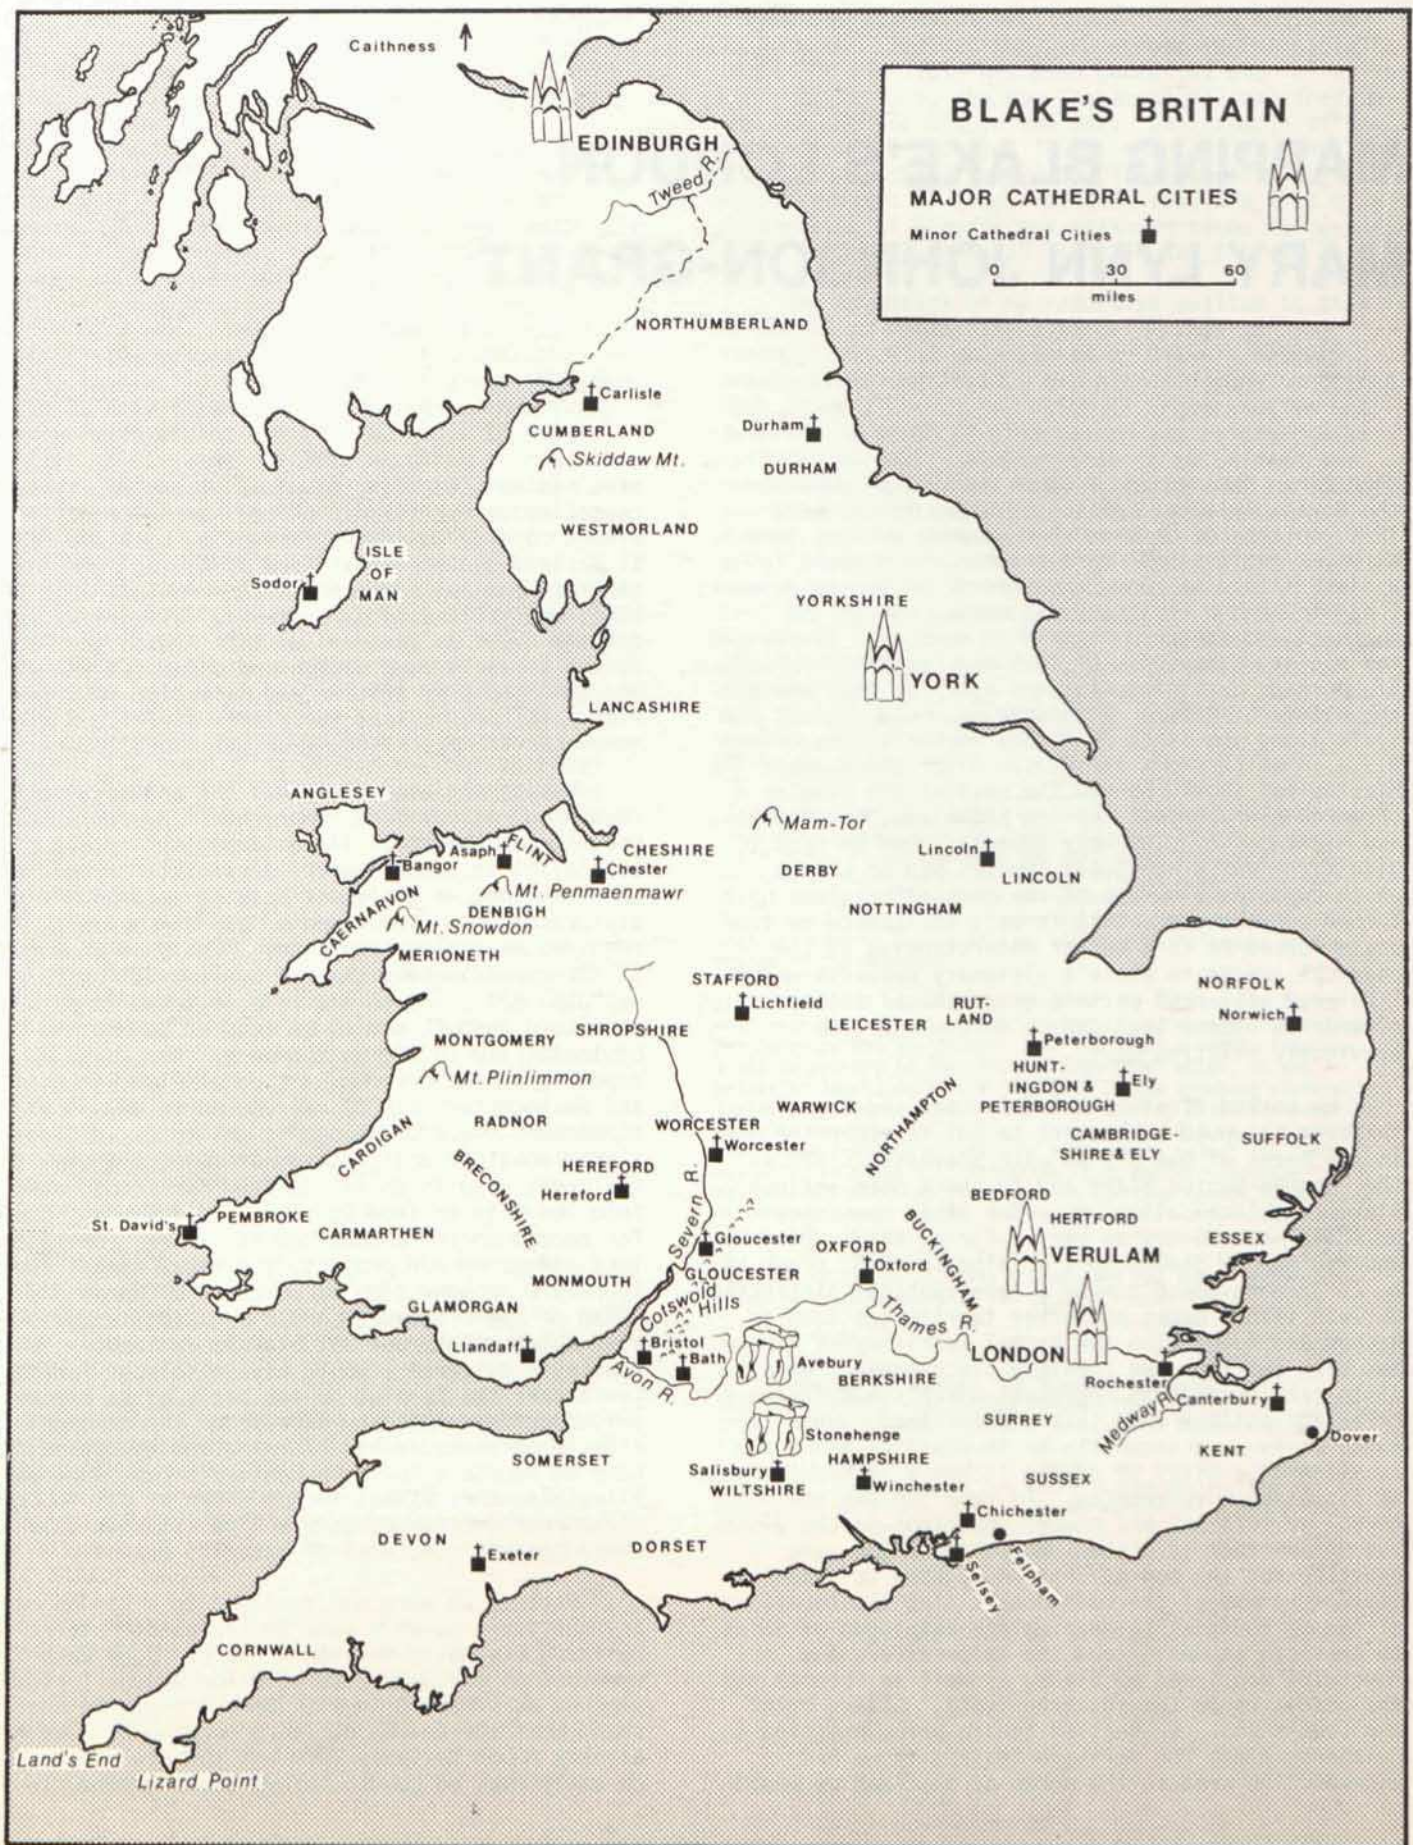 Caithness
EDINBURGH
Tweed R.
BLAKE'S BRITAIN
MAJOR CATHEDRAL CITIES
Minor Cathedral Cities
0 30 60
miles
NORTHUMBERLAND
Carlisle
CUMBERLAND
Skiddaw Mt.
Durham
DURHAM
WESTMORLAND
ISLE
OF
MAN
Sodor
YORKSHIRE
YORK
LANCASHIRE
ANGLESEY
Mam-Tor
Asaph
FLINT
Bangor
CHESHIRE
Chester
DERBY
Lincoln
LINCOLN
Mt. Penmaenmawr
CAERNARVON
DENBIGH
Mt. Snowdon
NOTTINGHAM
MERIONETH
STAFFORD
Lichfield
LEICESTER
RUT-
LAND
NORFOLK
Norwich
SHROPSHIRE
MONTGOMERY
Mt. Plinlimmon
Peterborough
HUNT-
INGDON &
PETERBOROUGH
Ely
WARWICK
NORTHAMPTON
RADNOR
WORCESTER
Worcester
CAMBRIDGE-
SHIRE & ELY
SUFFOLK
CARDIGAN
BRECONSHIRE
HEREFORD
Hereford
Severn R.
BEDFORD
HERTFORD
VERULAM
ESSEX
St. David's
PEMBROKE
CARMARTHEN
Gloucester
GLOUCESTER
OXFORD
Oxford
BUCKINGHAM
MONMOUTH
GLAMORGAN
Cotswold
Hills
Thames R.
Llandaff
Bristol
Bath
Avon R.
Avebury
BERKSHIRE
LONDON
Rochester
Canterbury
Medway R.
SURREY
Stonehenge
HAMPSHIRE
KENT
Dover
SOMERSET
Salisbury
WILTSHIRE
Winchester
SUSSEX
Chichester
DEVON
Exeter
DORSET
Selsey
Felpham
CORNWALL
Land's End
Lizard Point